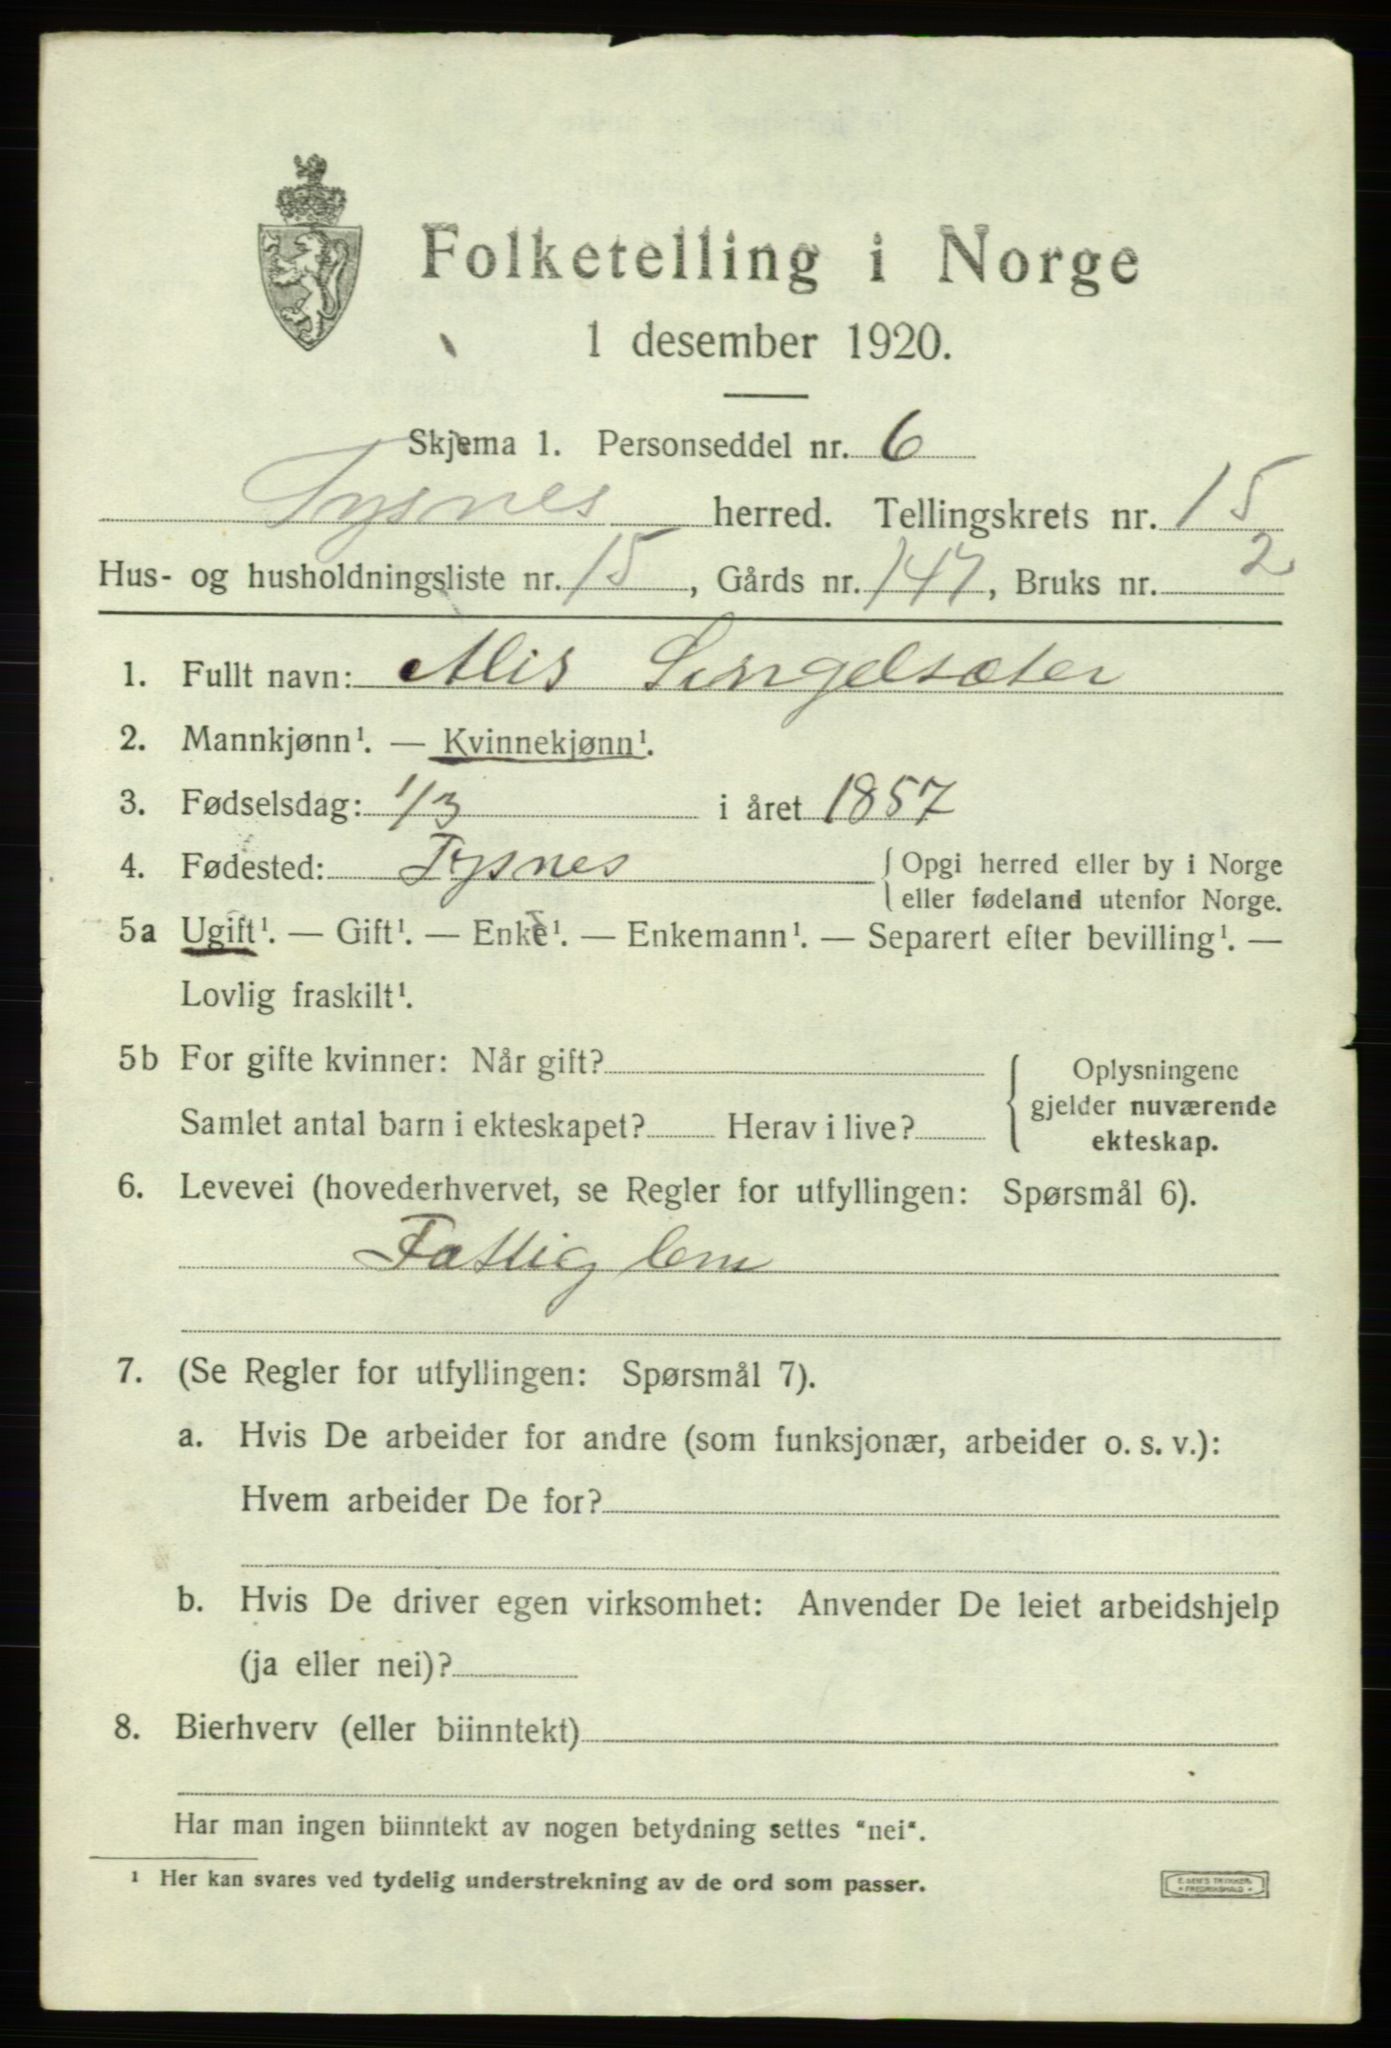 Folketelling i Norge
1 desember 1920.
Skjema 1. Personseddel nr. 6
Tysnes herred. Tellingskrets nr. 15
Hus- og husholdningsliste nr. 15, Gårds nr. 147, Bruks nr. 2
1. Fullt navn: Alis Singelsæter
2. Mannkjønn¹. — Kvinnekjønn¹.
3. Fødselsdag: 1/3 i året 1857
4. Fødested: Tysnes { Opgi herred eller by i Norge
eller fødeland utenfor Norge.
5a Ugift¹. — Gift¹. — Enke¹. — Enkemann¹. — Separert efter bevilling¹. —
Lovlig fraskilt¹.
5b For gifte kvinner: Når gift?
Samlet antal barn i ekteskapet? Herav i live?
Oplysningene
gjelder nuværende
ekteskap.
6. Levevei (hovederhvervet, se Regler for utfyllingen: Spørsmål 6).
Fattig lem
7. (Se Regler for utfyllingen: Spørsmål 7).
a. Hvis De arbeider for andre (som funksjonær, arbeider o. s. v.):
Hvem arbeider De for?
b. Hvis De driver egen virksomhet: Anvender De leiet arbeidshjelp
(ja eller nei)?
8. Bierhverv (eller biinntekt)
Har man ingen biinntekt av nogen betydning settes "nei".
¹ Her kan svares ved tydelig understrekning av de ord som passer.